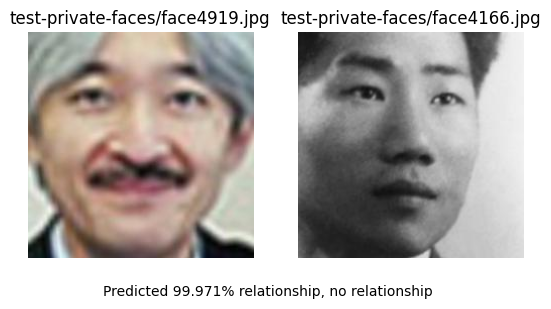 test-private-faces/face4919.jpg
test-private-faces/face4166.jpg
Predicted 99.971% relationship, no relationship